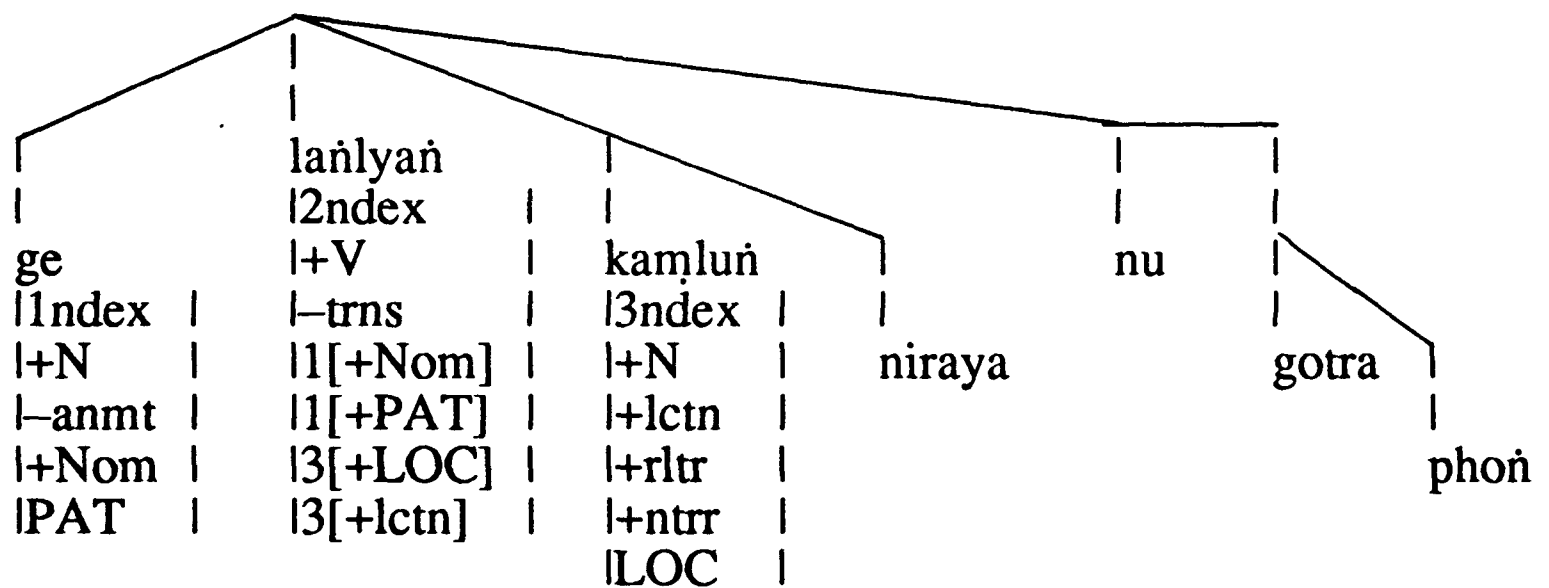 laṅlyaṅ
2ndex
ge +V kaṃluṅ nu
1ndex –trns 3ndex
+N 1[+Nom] +N niraya gotra
–anmt 1[+PAT] +lctn
+Nom 3[+LOC] +rltr phoṅ
PAT 3[+lctn] +ntrr
LOC